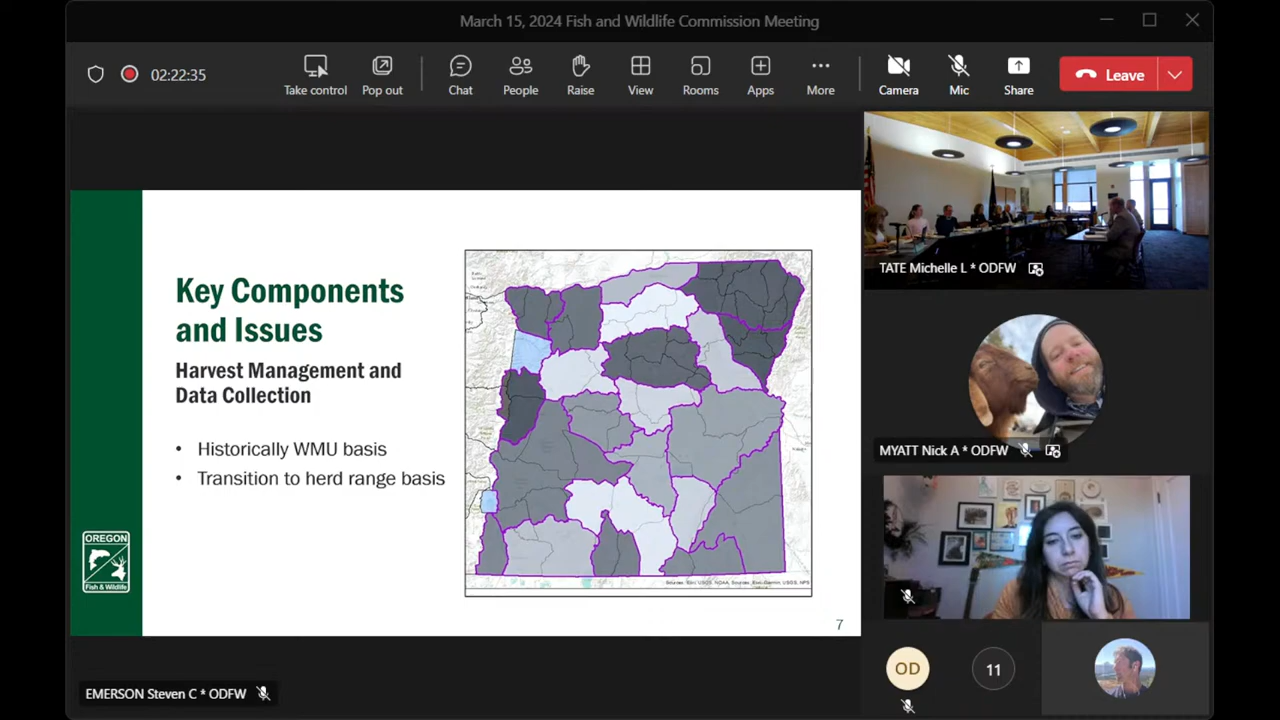 March 15, 2024 Fish and Wildlife Commission Meeting
02:22:35
Take control
Pop out
Chat
People
Raise
View
Rooms
Apps
More
Camera
Mic
Share
Leave
Key Components
and Issues
Harvest Management and
Data Collection
• Historically WMU basis
• Transition to herd range basis
OREGON
Fish & Wildlife
7
TATE Michelle L * ODFW
MYATT Nick A * ODFW
OD
11
EMERSON Steven C * ODFW